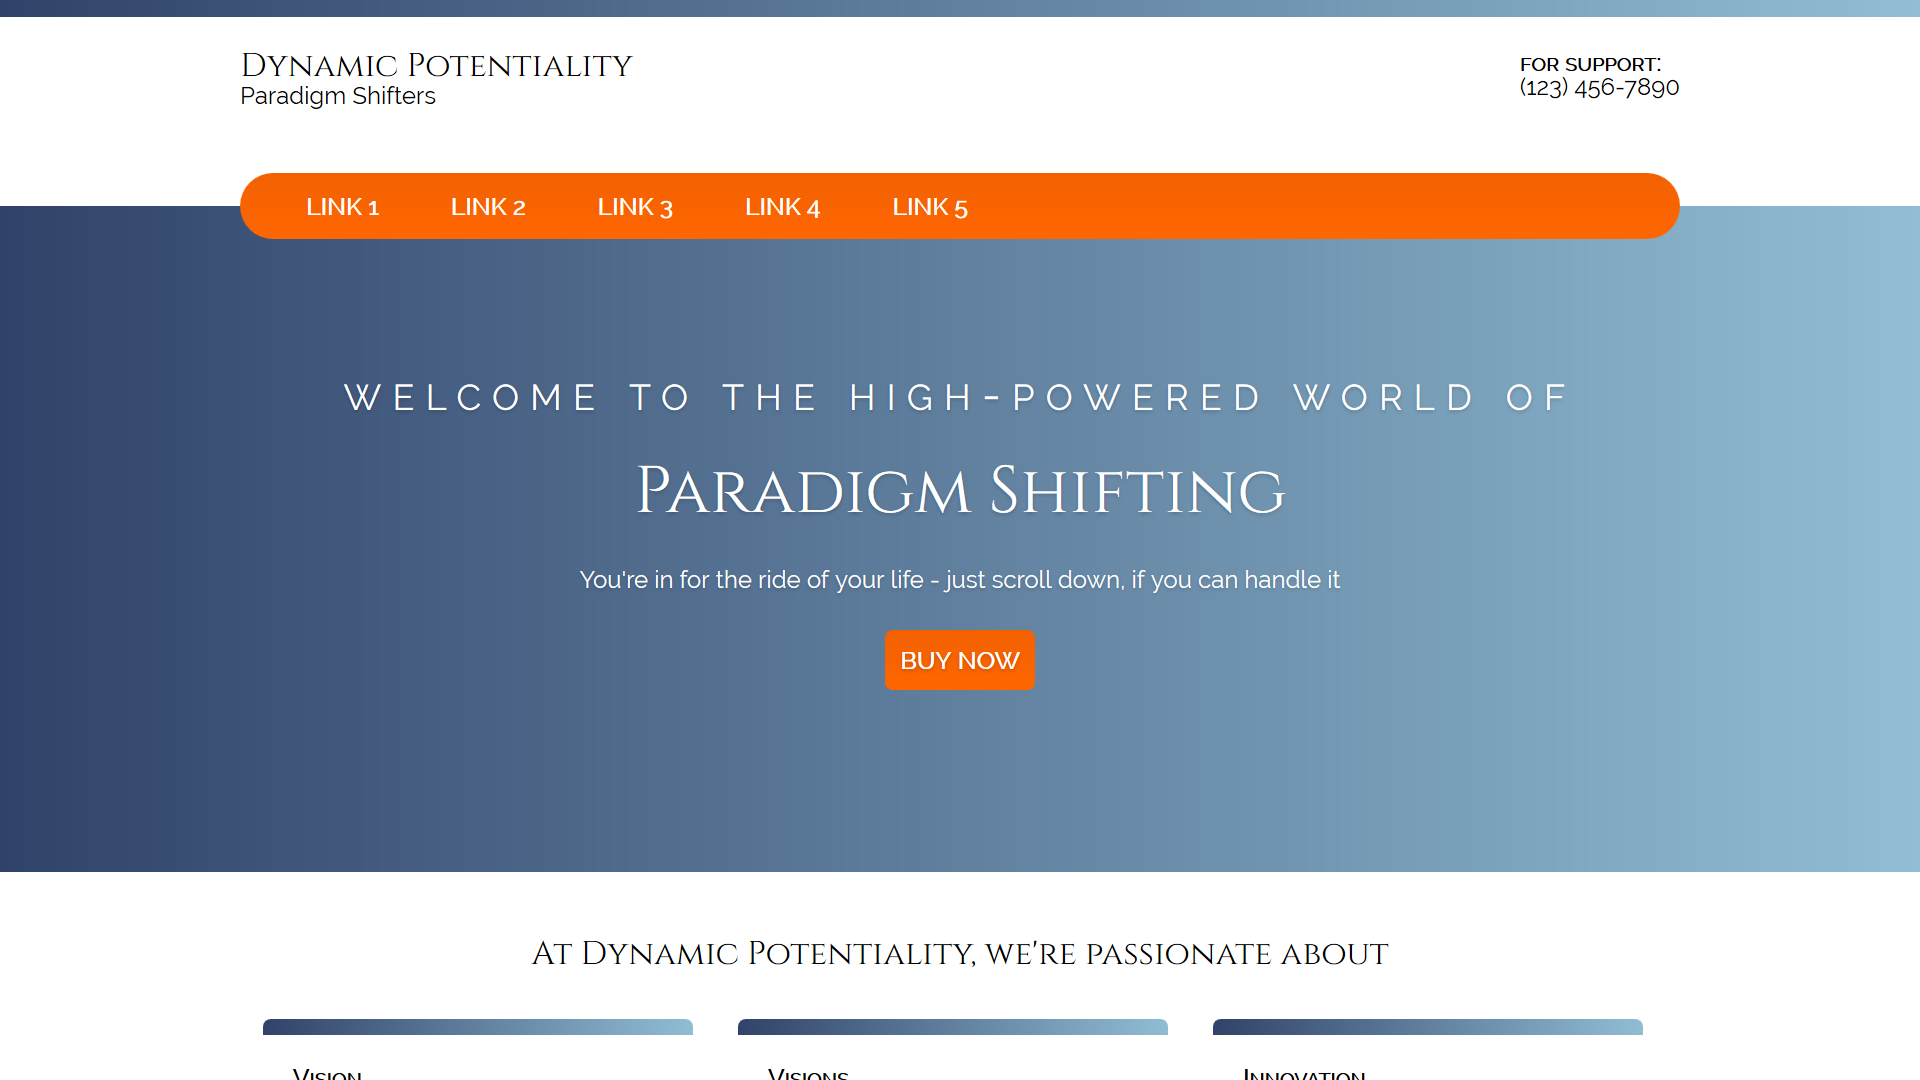 Dynamic Potentiality
Paradigm Shifters
FOR SUPPORT:
(123) 456-7890
LINK 1
LINK 2
LINK 3
LINK 4
LINK 5
WELCOME TO THE HIGH-POWERED WORLD OF
Paradigm Shifting
You're in for the ride of your life - just scroll down, if you can handle it
BUY NOW
At Dynamic Potentiality, we're passionate about
Vision
Visions
Innovation